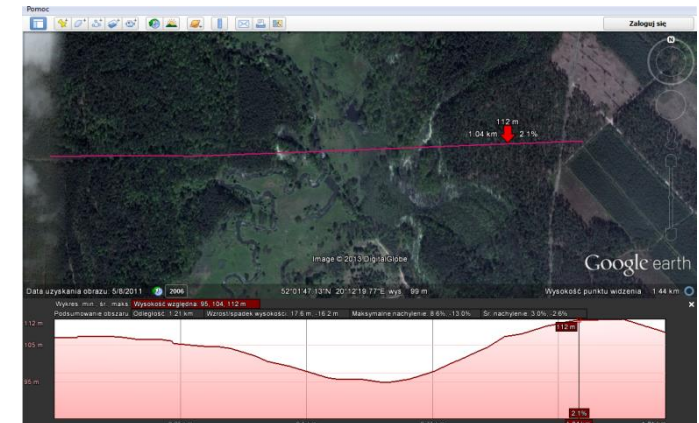 Pomoc
Zaloguj się
112 m
1.04 km 2.1%
Image © 2013 DigitalGlobe
Google earth
Data uzyskania obrazu: 5/8/2011 2006 52°01'47.13"N 20°12'19.77"E wys. 99 m Wysokość punktu widzenia 1.44 km
Wykres: min., śr., maks. Wysokość względna: 95, 104, 112 m
Podsumowanie obszaru: Odległość: 1.21 km Wzrost/spadek wysokości: 17.6 m, -16.2 m Maksymalne nachylenie: 8.6%, -13.0% Śr. nachylenie: 3.0%, -2.6%
112 m
112 m
105 m
95 m
2.1%